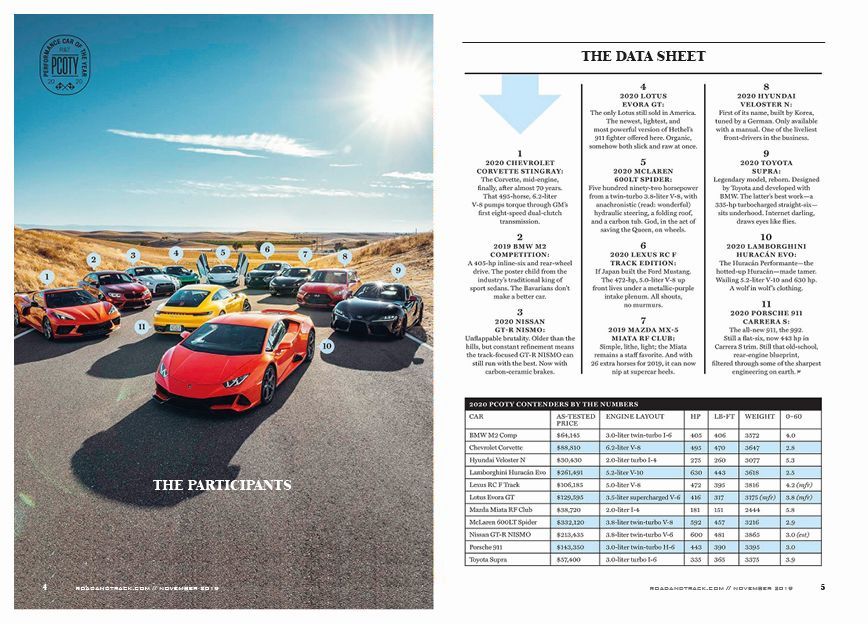 PERFORMANCE CAR OF THE YEAR
R&T
PCOTY
20 20
1
2
3
4
5
6
7
8
9
11
10
THE PARTICIPANTS
4 ROADANDTRACK.COM // NOVEMBER 2019
THE DATA SHEET
1
2020 CHEVROLET
CORVETTE STINGRAY:
The Corvette, mid-engine,
finally, after almost 70 years.
That 495-horse, 6.2-liter
V-8 pumps torque through GM's
first eight-speed dual-clutch
transmission.
2
2019 BMW M2
COMPETITION:
A 405-hp inline-six and rear-wheel
drive. The poster child from the
industry's traditional king of
sport sedans. The Bavarians don't
make a better car.
3
2020 NISSAN
GT-R NISMO:
Unflappable brutality. Older than the
hills, but constant refinement means
the track-focused GT-R NISMO can
still run with the best. Now with
carbon-ceramic brakes.
4
2020 LOTUS
EVORA GT:
The only Lotus still sold in America.
The newest, lightest, and
most powerful version of Hethel's
911 fighter offered here. Organic,
somehow both slick and raw at once.
5
2020 MCLAREN
600LT SPIDER:
Five hundred ninety-two horsepower
from a twin-turbo 3.8-liter V-8, with
anachronistic (read: wonderful)
hydraulic steering, a folding roof,
and a carbon tub. God, in the act of
saving the Queen, on wheels.
6
2020 LEXUS RC F
TRACK EDITION:
If Japan built the Ford Mustang.
The 472-hp, 5.0-liter V-8 up
front lives under a metallic-purple
intake plenum. All shouts,
no murmurs.
7
2019 MAZDA MX-5
MIATA RF CLUB:
Simple, lithe, light; the Miata
remains a staff favorite. And with
26 extra horses for 2019, it can now
nip at supercar heels.
8
2020 HYUNDAI
VELOSTER N:
First of its name, built by Korea,
tuned by a German. Only available
with a manual. One of the liveliest
front-drivers in the business.
9
2020 TOYOTA
SUPRA:
Legendary model, reborn. Designed
by Toyota and developed with
BMW. The latter's best work—a
335-hp turbocharged straight-six—
sits underhood. Internet darling,
draws eyes like flies.
10
2020 LAMBORGHINI
HURACÁN EVO:
The Huracán Performante—the
hotted-up Huracán—made tamer.
Wailing 5.2-liter V-10 and 630 hp.
A wolf in wolf's clothing.
11
2020 PORSCHE 911
CARRERA S:
The all-new 911, the 992.
Still a flat-six, now 443 hp in
Carrera S trim. Still that old-school,
rear-engine blueprint,
filtered through some of the sharpest
engineering on earth.
2020 PCOTY CONTENDERS BY THE NUMBERS
CAR AS-TESTED PRICE ENGINE LAYOUT HP LB-FT WEIGHT 0-60
BMW M2 Comp $64,145 3.0-liter twin-turbo I-6 405 406 3572 4.0
Chevrolet Corvette $88,810 6.2-liter V-8 495 470 3647 2.8
Hyundai Veloster N $30,430 2.0-liter turbo I-4 275 260 3077 5.3
Lamborghini Huracán Evo $261,491 5.2-liter V-10 630 443 3618 2.5
Lexus RC F Track $106,185 5.0-liter V-8 472 395 3816 4.2 (mfr)
Lotus Evora GT $129,595 3.5-liter supercharged V-6 416 317 3175 (mfr) 3.8 (mfr)
Mazda Miata RF Club $38,720 2.0-liter I-4 181 151 2444 5.8
McLaren 600LT Spider $332,120 3.8-liter twin-turbo V-8 592 457 3216 2.9
Nissan GT-R NISMO $213,435 3.8-liter twin-turbo V-6 600 481 3865 3.0 (est)
Porsche 911 $143,350 3.0-liter twin-turbo H-6 443 390 3395 3.0
Toyota Supra $57,400 3.0-liter turbo I-6 335 365 3375 3.9
ROADANDTRACK.COM // NOVEMBER 2019 5